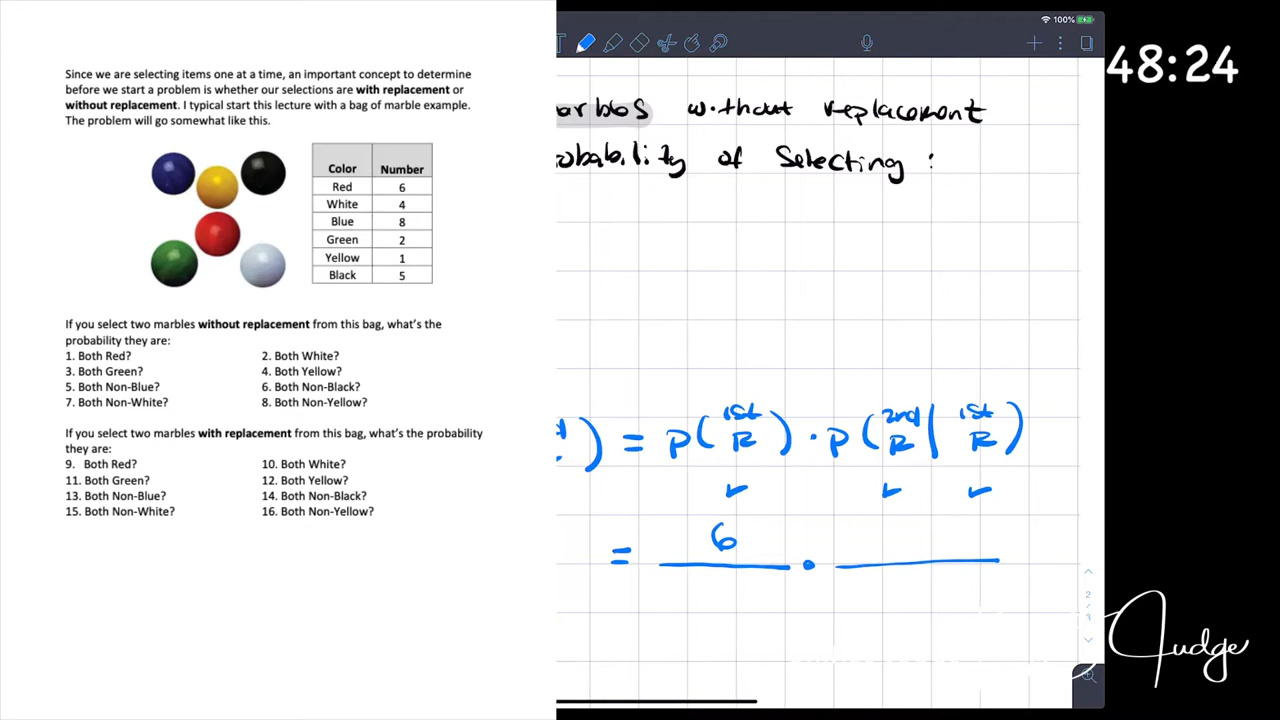 Since we are selecting items one at a time, an important concept to determine
before we start a problem is whether our selections are with replacement or
without replacement. I typical start this lecture with a bag of marble example.
The problem will go somewhat like this.
Color Number
Red 6
White 4
Blue 8
Green 2
Yellow 1
Black 5
If you select two marbles without replacement from this bag, what's the
probability they are:
1. Both Red? 2. Both White?
3. Both Green? 4. Both Yellow?
5. Both Non-Blue? 6. Both Non-Black?
7. Both Non-White? 8. Both Non-Yellow?
If you select two marbles with replacement from this bag, what's the probability
they are:
9. Both Red? 10. Both White?
11. Both Green? 12. Both Yellow?
13. Both Non-Blue? 14. Both Non-Black?
15. Both Non-White? 16. Both Non-Yellow?
100%
without replacement
of Selecting :
1st 2nd 1st
) = P( R ) · P( R | R )
6
= ·
48:24
Judge